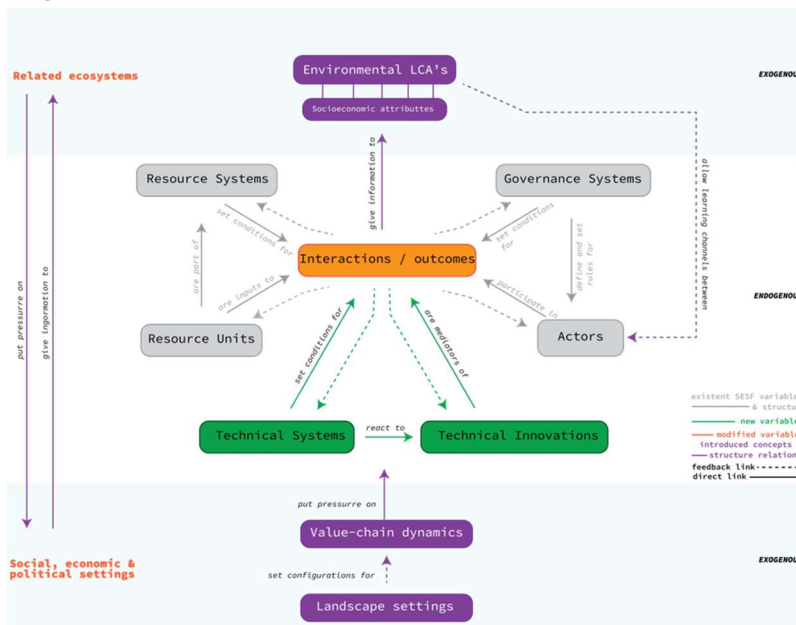 Environmental LCA's
Related ecosystems
EXOGENOU
Socioeconomic attributtes
give information to
allow learning channels between
Resource Systems
Governance Systems
set conditions for
set conditions
for
are part of
define and set
rules for
Interactions / outcomes
put pressurre on
give ingormation to
are inputs to
participate in
ENDOGENOU
Resource Units
Actors
set conditions for
are mediators of
existent SESF variable
& structu
new variable
modified variable
introduced concepts
structure relation
feedback link
direct link
Technical Systems
react to
Technical Innovations
put pressurre on
Value-chain dynamics
Social, economic &
political settings
EXOGENOU
set configurations for
Landscape settings